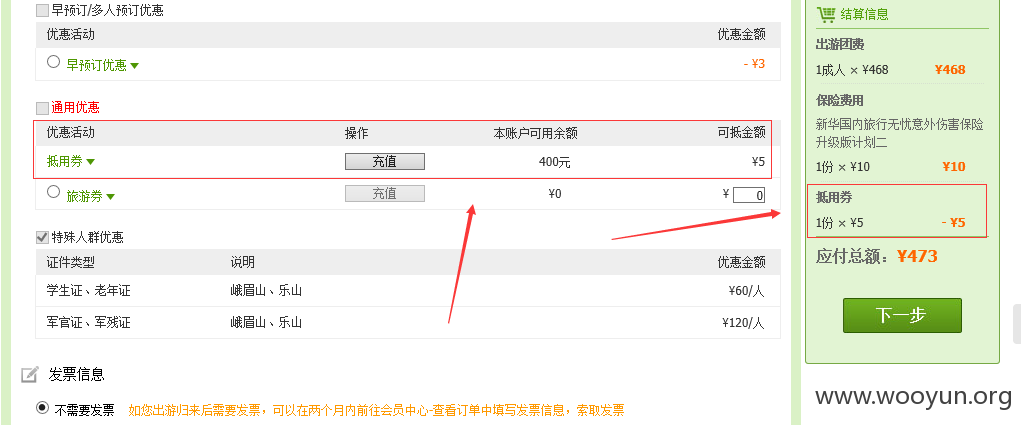 早预订/多人预订优惠
优惠活动 优惠金额
早预订优惠 - ¥3
通用优惠
优惠活动 操作 本账户可用余额 可抵金额
抵用券 充值 400元 ¥5
旅游券 充值 ¥0 ¥ 0
特殊人群优惠
证件类型 说明 优惠金额
学生证、老年证 峨眉山、乐山 ¥60/人
军官证、军残证 峨眉山、乐山 ¥120/人
发票信息
不需要发票 如您出游归来后需要发票，可以在两个月内前往会员中心-查看订单中填写发票信息，索取发票
结算信息
出游团费
1成人 × ¥468 ¥468
保险费用
新华国内旅行无忧意外伤害保险
升级版计划二
1份 × ¥10 ¥10
抵用券
1份 × ¥5 - ¥5
应付总额：¥473
下一步
www.wooyun.org